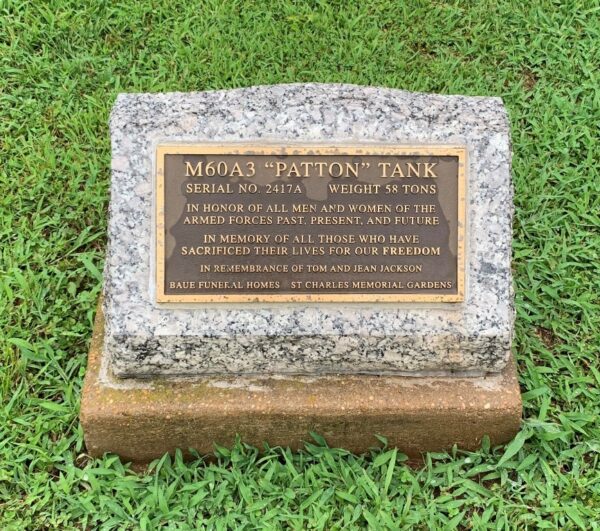 M60A3 "PATTON" TANK
SERIAL NO. 2417A WEIGHT 58 TONS
IN HONOR OF ALL MEN AND WOMEN OF THE
ARMED FORCES PAST, PRESENT, AND FUTURE
IN MEMORY OF ALL THOSE WHO HAVE
SACRIFICED THEIR LIVES FOR OUR FREEDOM
IN REMEMBRANCE OF TOM AND JEAN JACKSON
BAUE FUNERAL HOMES ST CHARLES MEMORIAL GARDENS